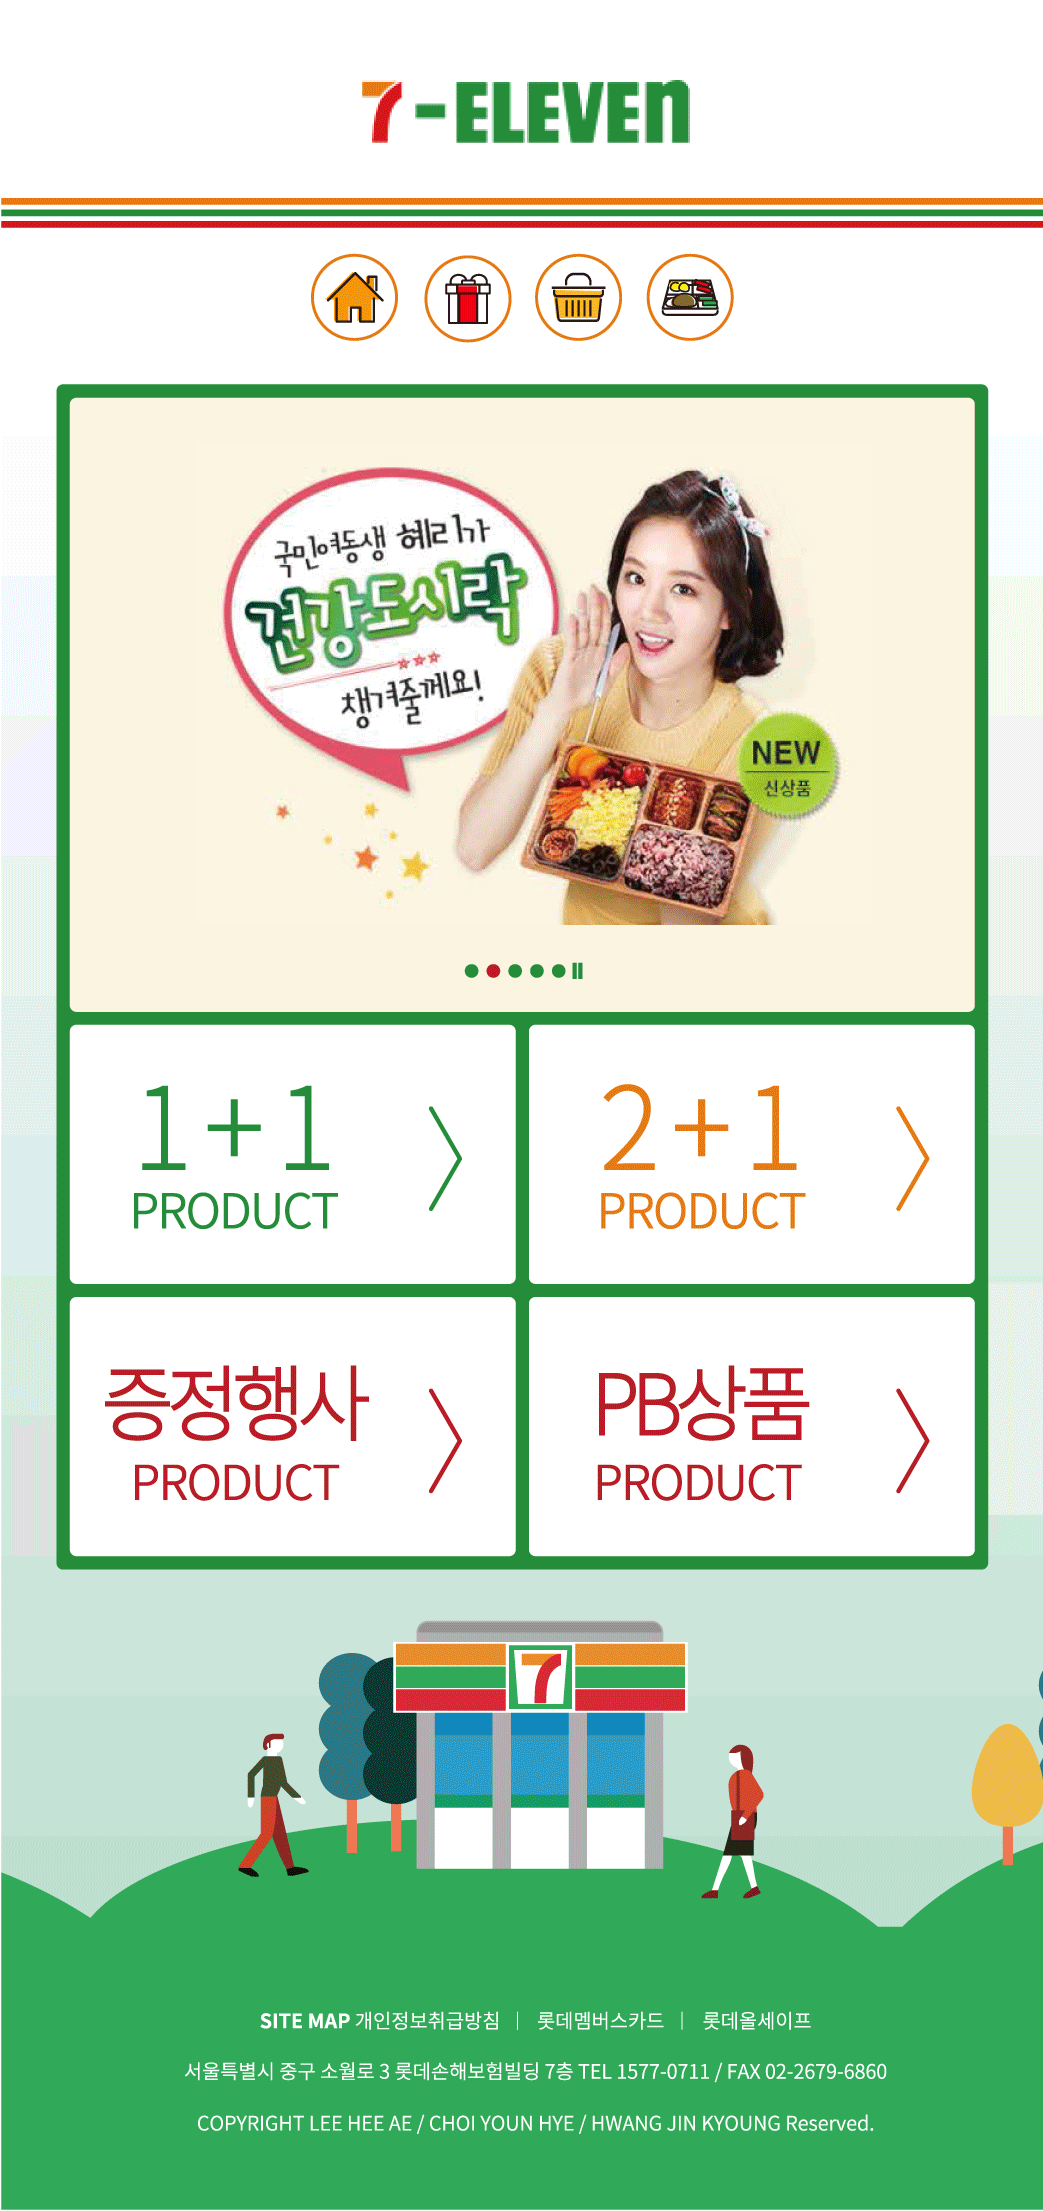 7-ELEVEn
국민여동생 혜리가
건강도시락
챙겨줄께요!
NEW
신상품
1+1
PRODUCT
2+1
PRODUCT
증정행사
PRODUCT
PB상품
PRODUCT
7
SITE MAP 개인정보취급방침 | 롯데멤버스카드 | 롯데올세이프
서울특별시 중구 소월로 3 롯데손해보험빌딩 7층 TEL 1577-0711 / FAX 02-2679-6860
COPYRIGHT LEE HEE AE / CHOI YOUN HYE / HWANG JIN KYOUNG Reserved.